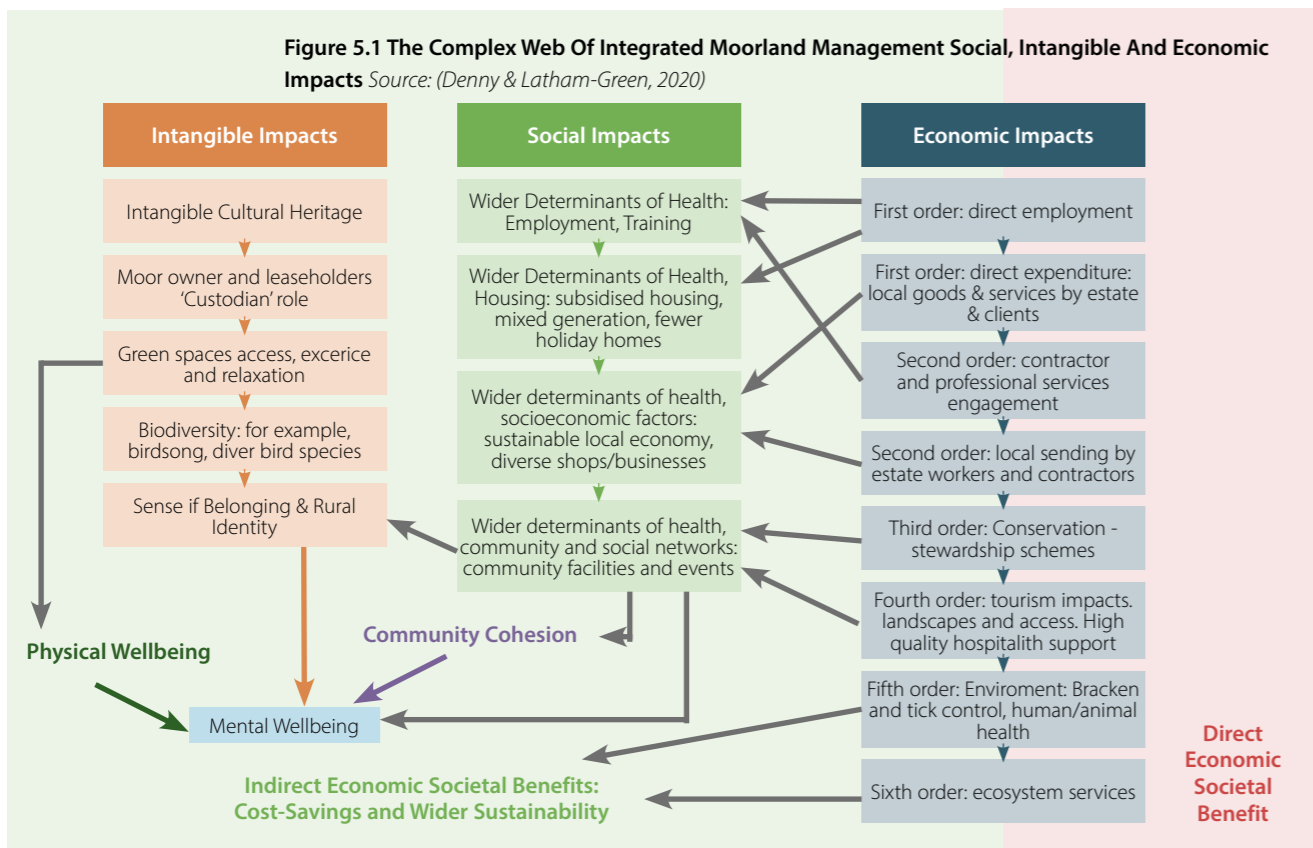 Figure 5.1 The Complex Web Of Integrated Moorland Management Social, Intangible And Economic
Impacts Source: (Denny & Latham-Green, 2020)
Intangible Impacts
Intangible Cultural Heritage
Moor owner and leaseholders
‘Custodian’ role
Green spaces access, excerice
and relaxation
Biodiversity: for example,
birdsong, diver bird species
Sense if Belonging & Rural
Identity
Social Impacts
Wider Determinants of Health:
Employment, Training
Wider Determinants of Health,
Housing: subsidised housing,
mixed generation, fewer
holiday homes
Wider determinants of health,
socioeconomic factors:
sustainable local economy,
diverse shops/businesses
Wider determinants of health,
community and social networks:
community facilities and events
Economic Impacts
First order: direct employment
First order: direct expenditure:
local goods & services by estate
& clients
Second order: contractor
and professional services
engagement
Second order: local sending by
estate workers and contractors
Third order: Conservation -
stewardship schemes
Fourth order: tourism impacts.
landscapes and access. High
quality hospitalith support
Fifth order: Enviroment: Bracken
and tick control, human/animal
health
Sixth order: ecosystem services
Physical Wellbeing
Community Cohesion
Mental Wellbeing
Indirect Economic Societal Benefits:
Cost-Savings and Wider Sustainability
Direct
Economic
Societal
Benefit